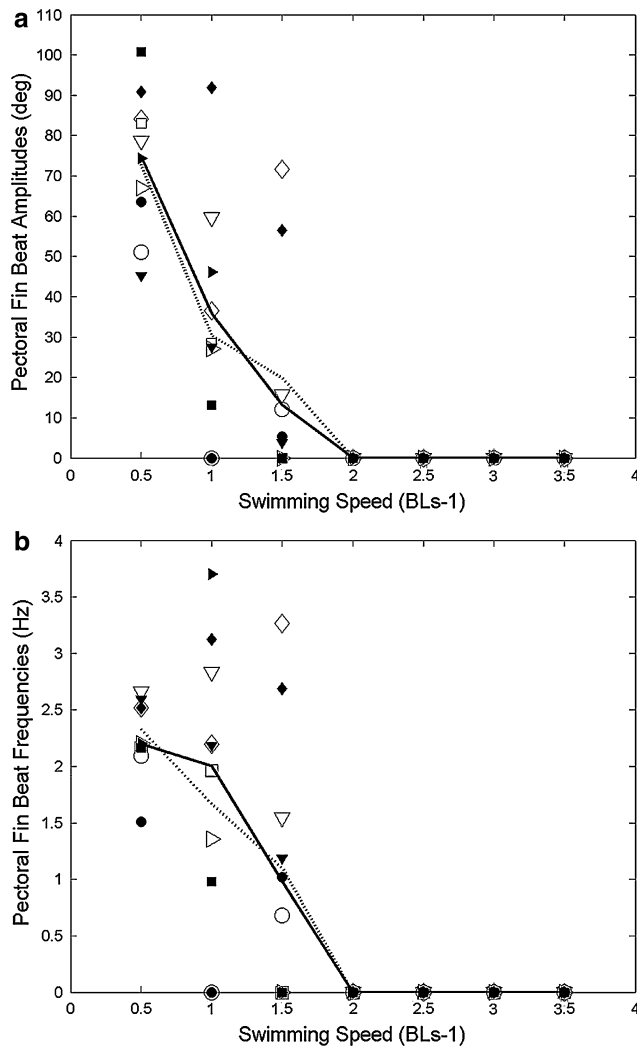 a
110
100
90
80
70
60
50
40
30
20
10
0
Pectoral Fin Beat Amplitudes (deg)
0 0.5 1 1.5 2 2.5 3 3.5 4
Swimming Speed (BLs-1)
b
4
3.5
3
2.5
2
1.5
1
0.5
0
Pectoral Fin Beat Frequencies (Hz)
0 0.5 1 1.5 2 2.5 3 3.5 4
Swimming Speed (BLs-1)